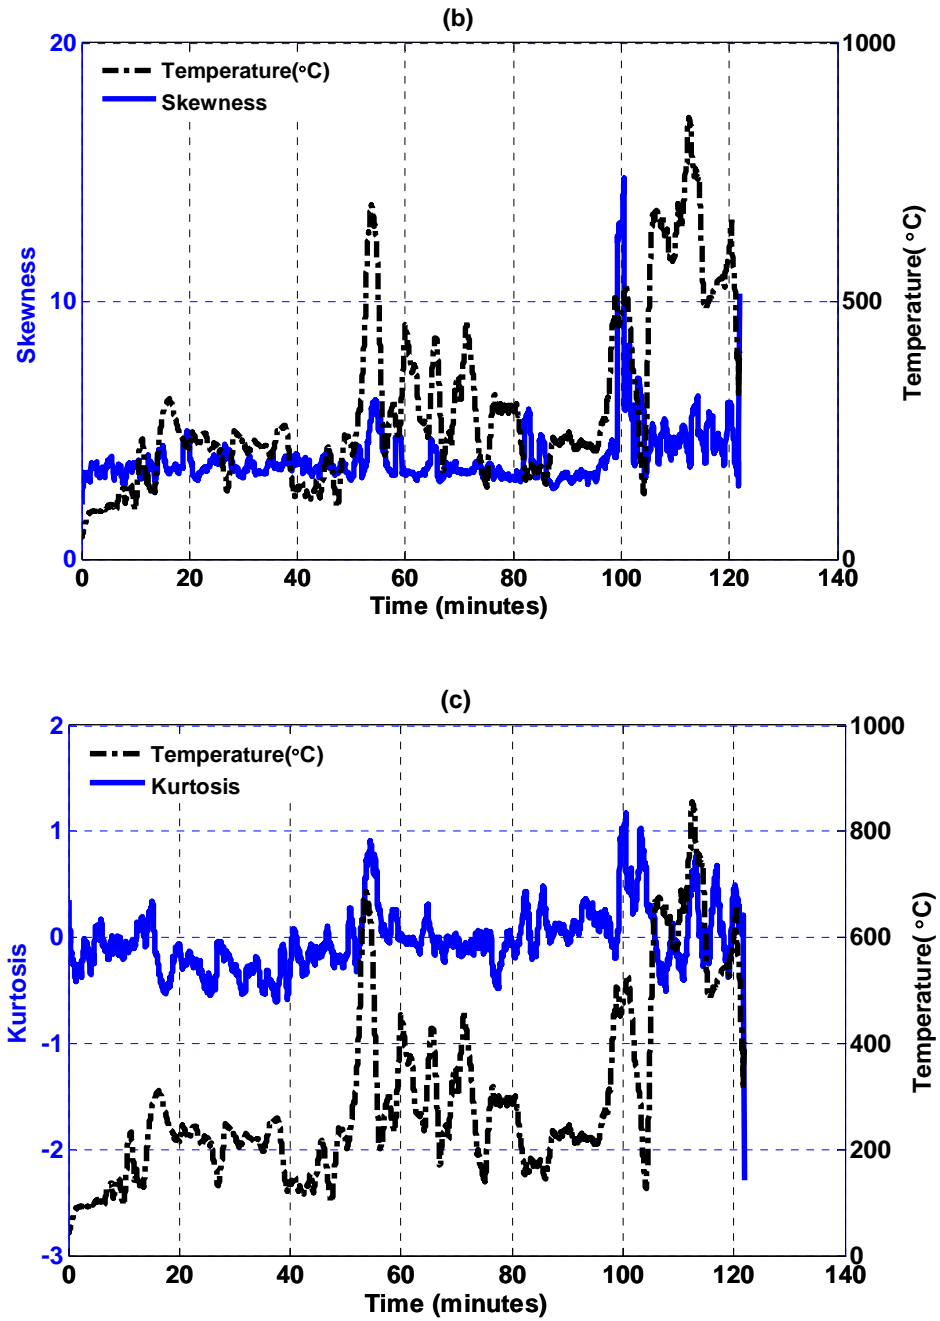 (b)
20
1000
Temperature(°C)
Skewness
Skewness
10
500
Temperature( °C)
0
0
0 20 40 60 80 100 120 140
Time (minutes)
(c)
2
1000
Temperature(°C)
Kurtosis
1
800
0
600
Kurtosis
Temperature( °C)
-1
400
-2
200
-3
0
0 20 40 60 80 100 120 140
Time (minutes)